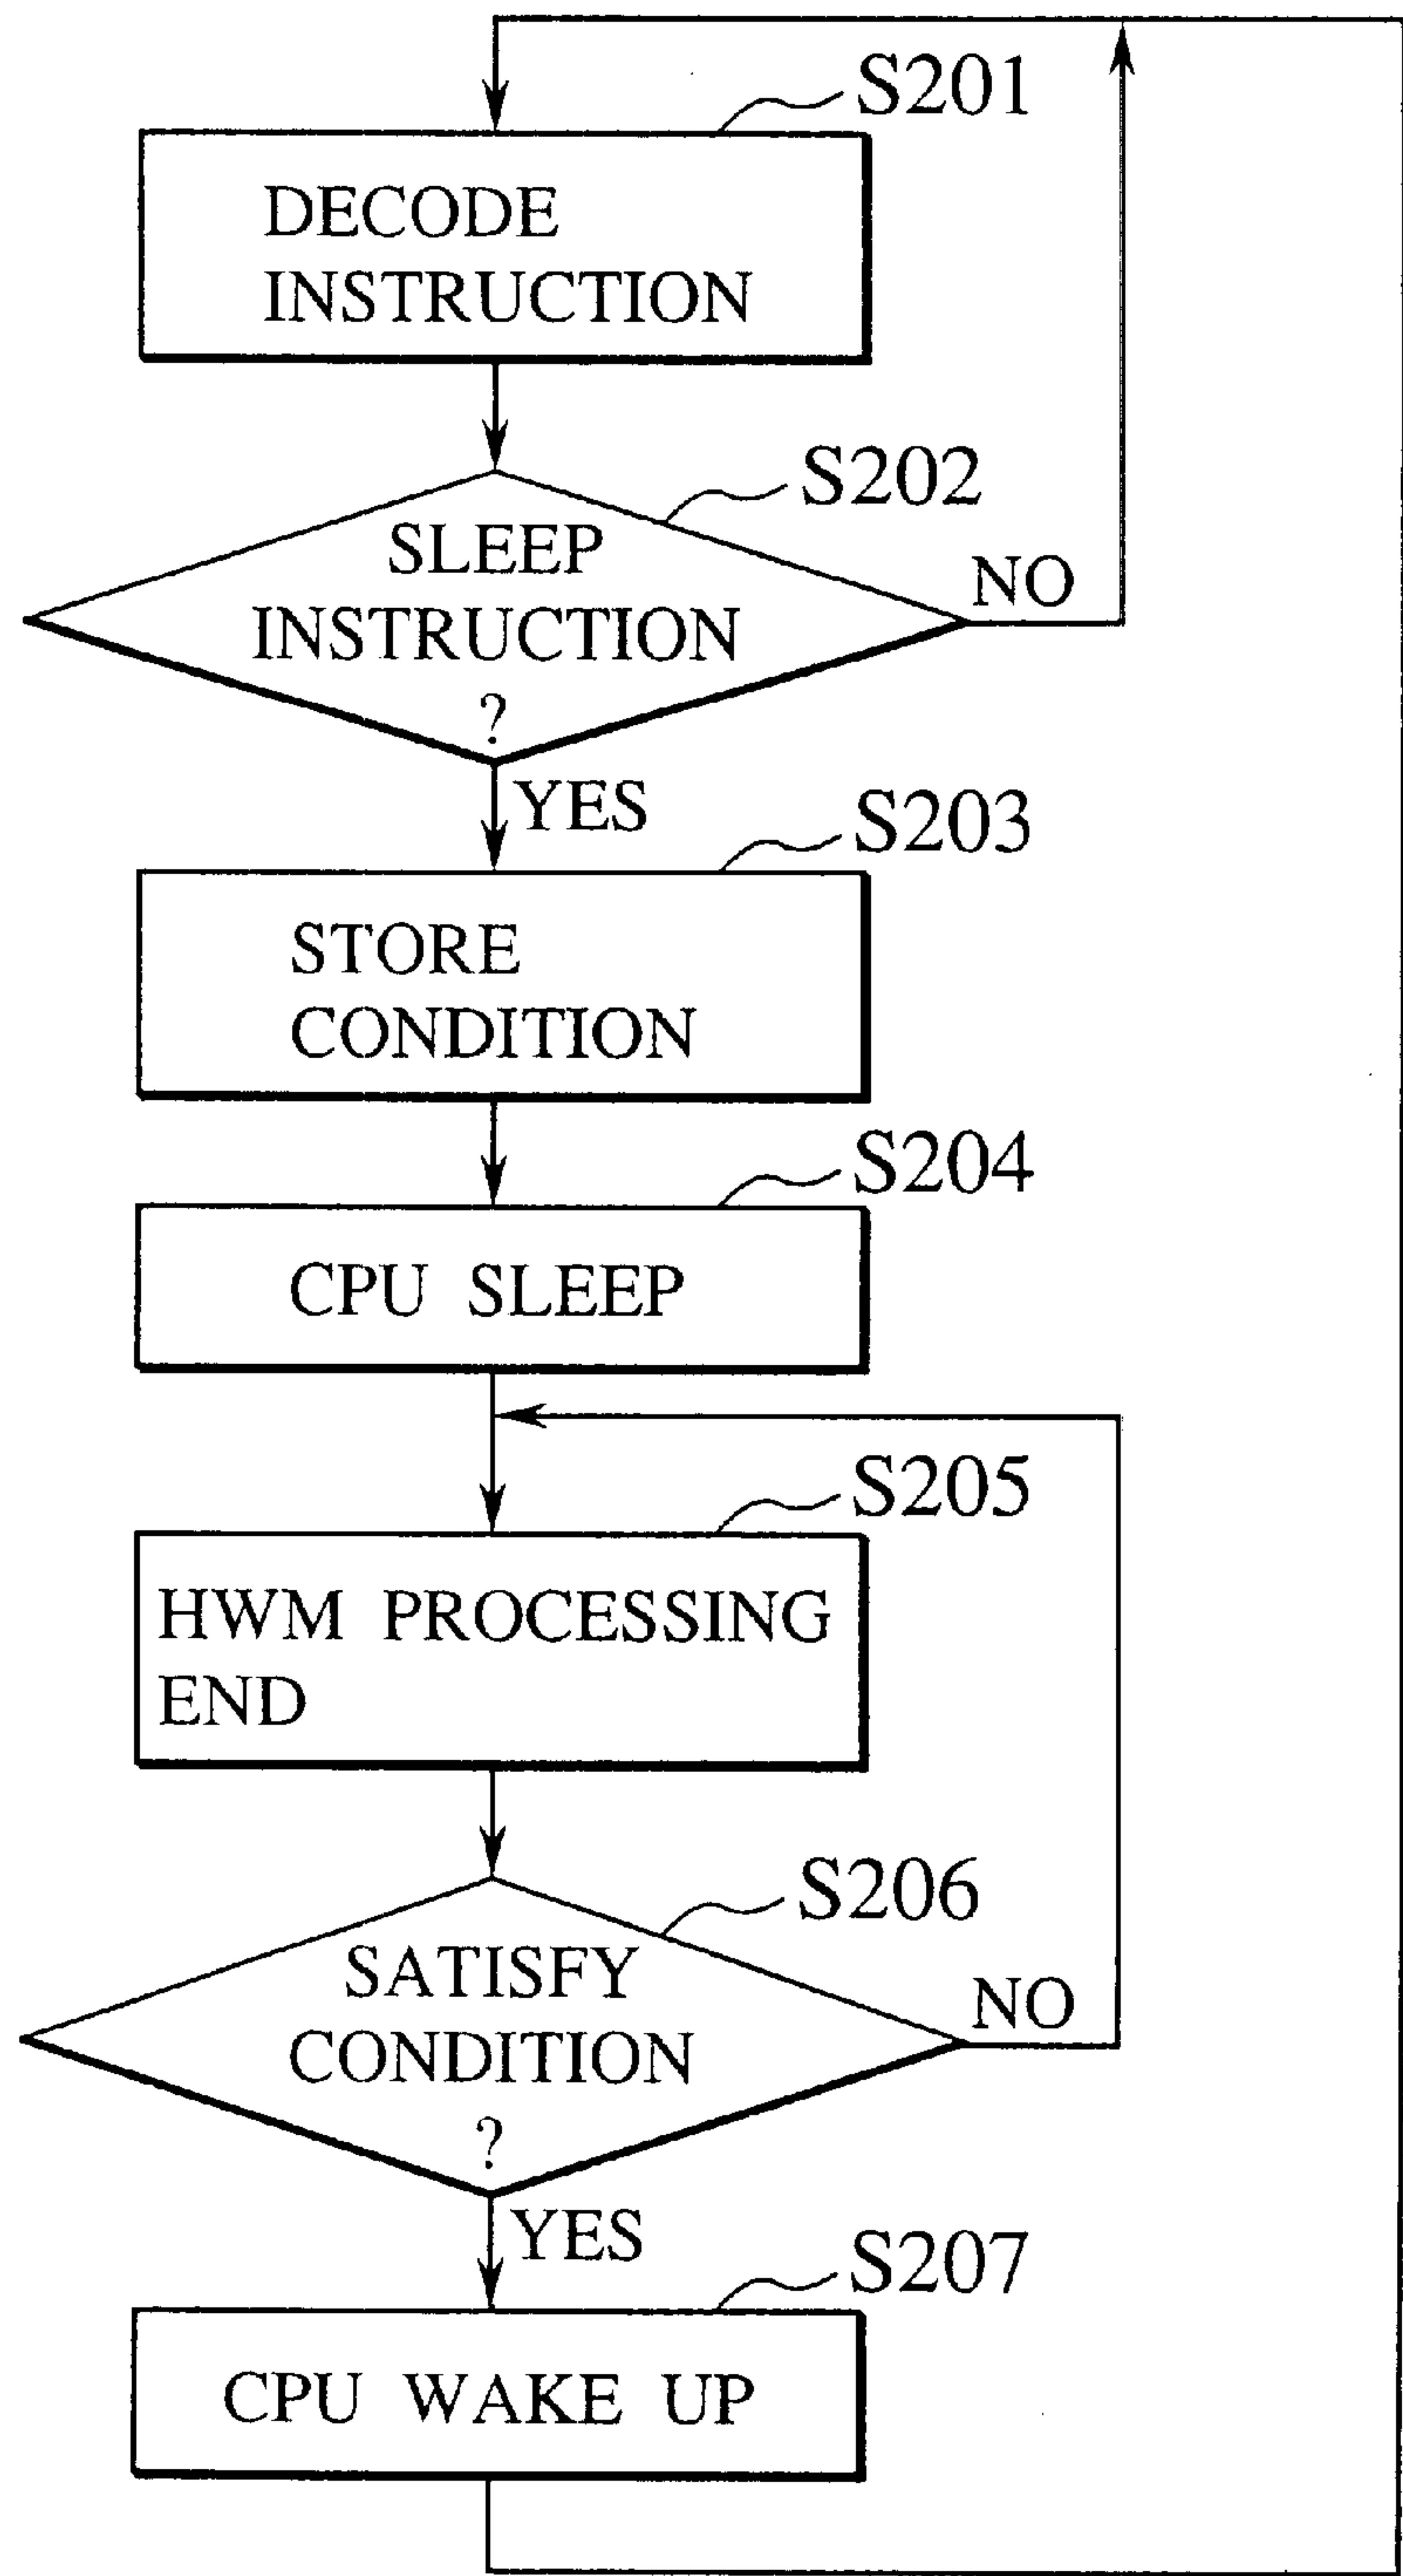 S201
DECODE
INSTRUCTION
S202
SLEEP
INSTRUCTION
?
NO
YES
S203
STORE
CONDITION
S204
CPU SLEEP
S205
HWM PROCESSING
END
S206
SATISFY
CONDITION
?
NO
YES
S207
CPU WAKE UP